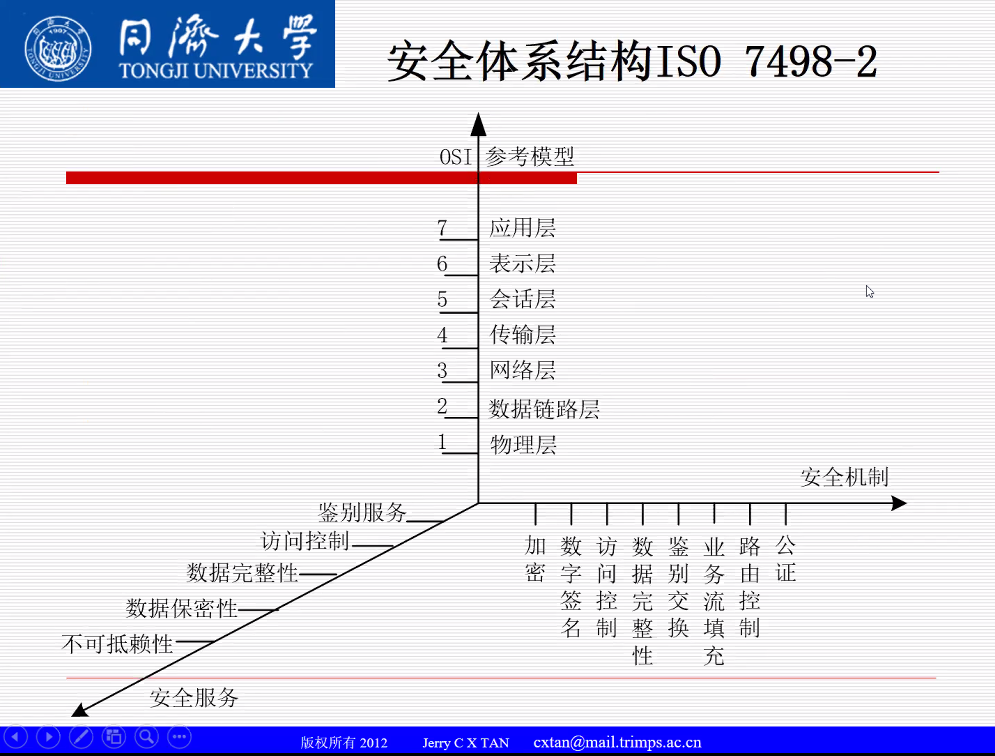 同濟大学
TONGJI UNIVERSITY
安全体系结构ISO 7498-2
OSI 参考模型
7 应用层
6 表示层
5 会话层
4 传输层
3 网络层
2 数据链路层
1 物理层
安全机制
加密
数字签名
访问控制
数据完整性
鉴别交换
业务流填充
路由控制
公证
鉴别服务
访问控制
数据完整性
数据保密性
不可抵赖性
安全服务
版权所有 2012 Jerry C X TAN cxtan@mail.trimps.ac.cn